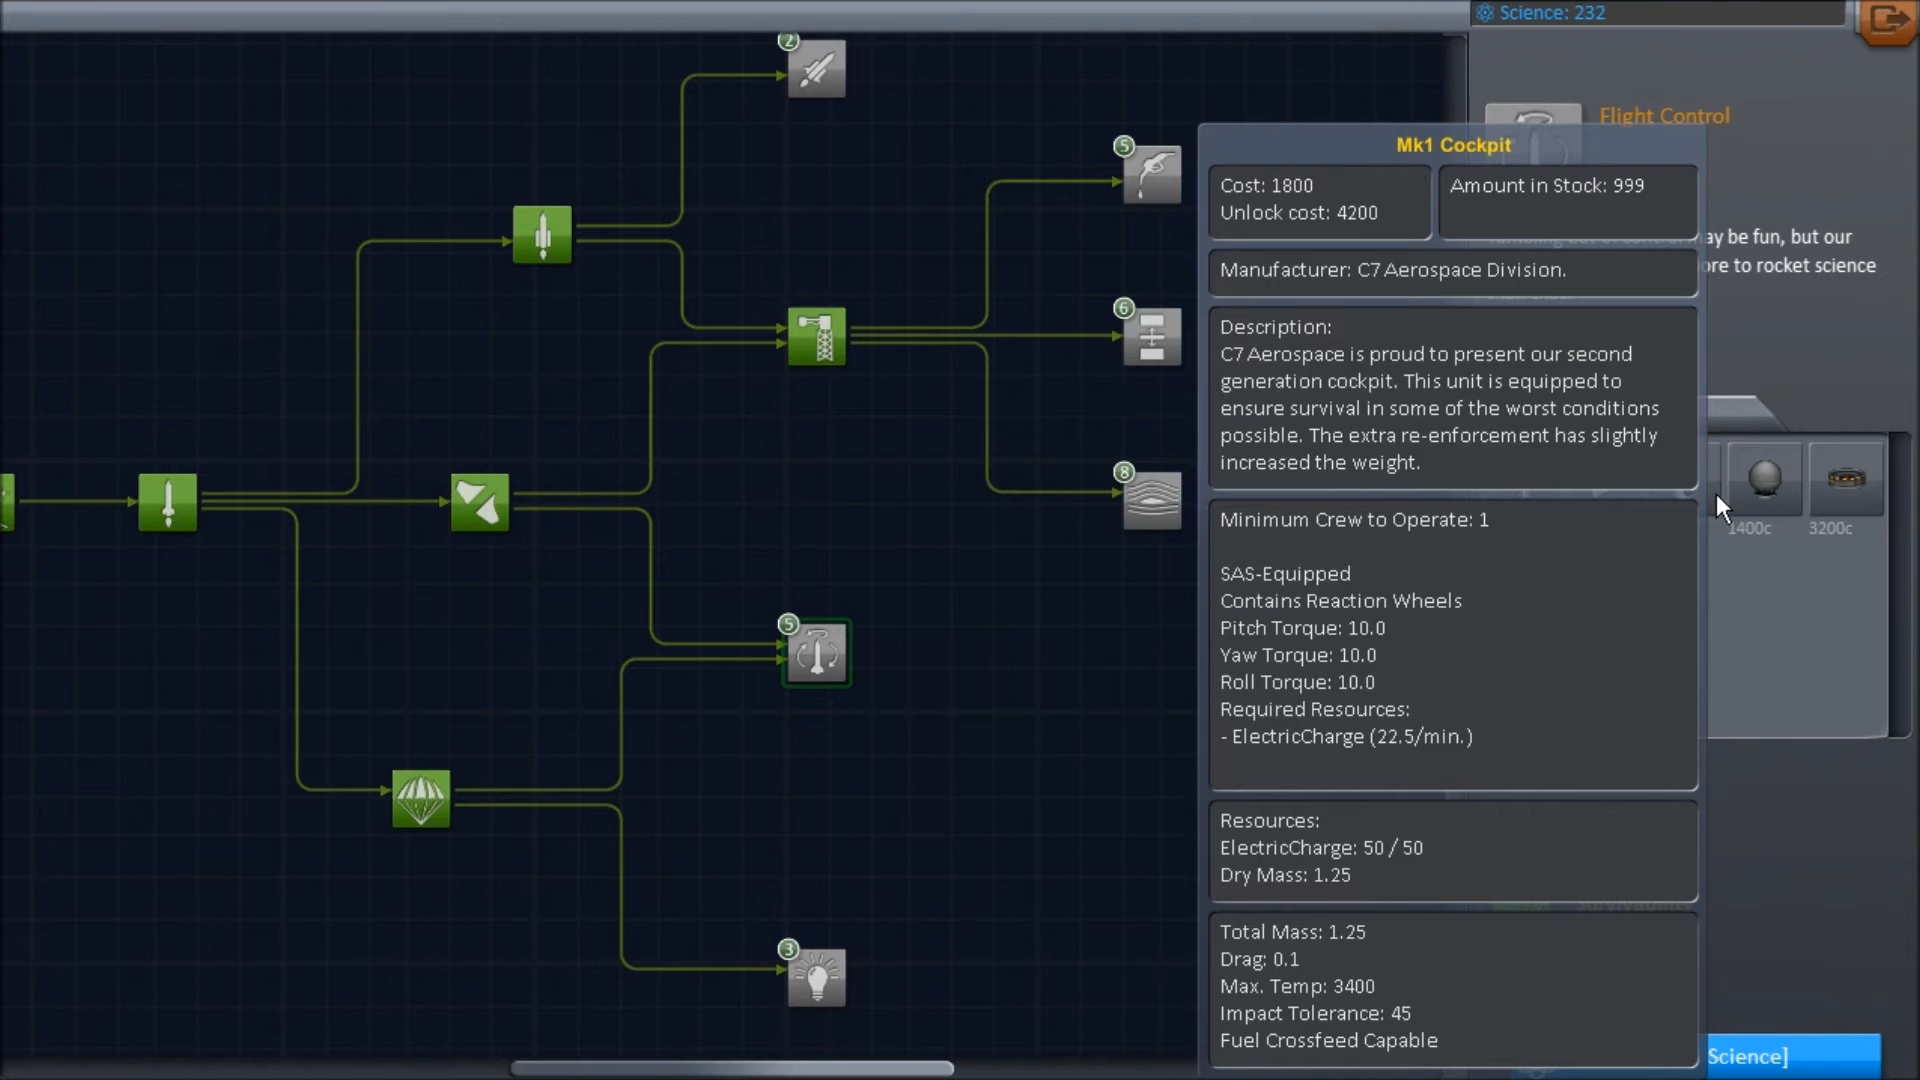 Science: 232
2
Flight Control
Mk1 Cockpit
5
Cost: 1800
Unlock cost: 4200
Amount in Stock: 999
may be fun, but our
ore to rocket science
Manufacturer: C7 Aerospace Division.
6
Description:
C7 Aerospace is proud to present our second
generation cockpit. This unit is equipped to
ensure survival in some of the worst conditions
possible. The extra re-enforcement has slightly
increased the weight.
8
Minimum Crew to Operate: 1
1400c
3200c
SAS-Equipped
Contains Reaction Wheels
Pitch Torque: 10.0
5
Yaw Torque: 10.0
Roll Torque: 10.0
Required Resources:
- ElectricCharge (22.5/min.)
Resources:
ElectricCharge: 50 / 50
Dry Mass: 1.25
Survivability
Total Mass: 1.25
3
Drag: 0.1
Max. Temp: 3400
Impact Tolerance: 45
Fuel Crossfeed Capable
Science]